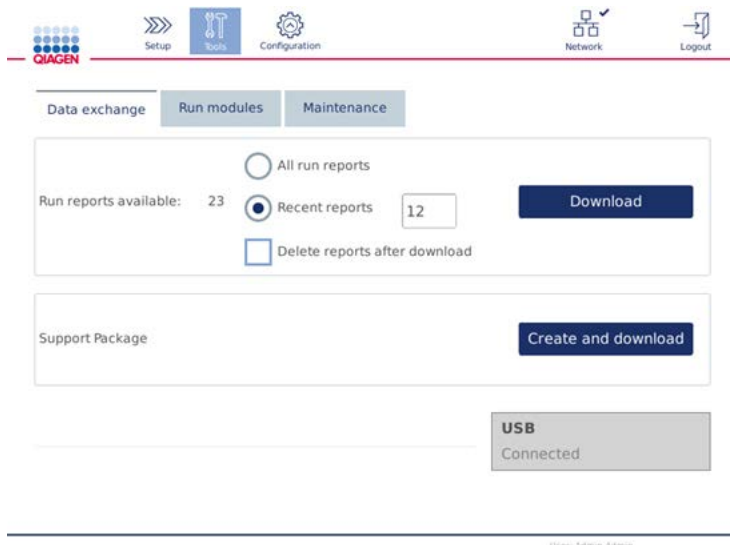 QIAGEN
Setup
Tools
Configuration
Network
Logout
Data exchange
Run modules
Maintenance
All run reports
Run reports available: 23
Recent reports 12
Download
Delete reports after download
Support Package
Create and download
USB
Connected